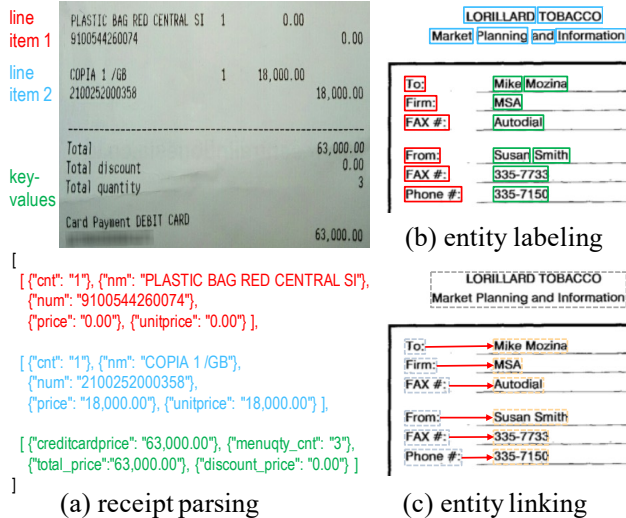 line
item 1
PLASTIC BAG RED CENTRAL SI 1 0.00
9100544260074 0.00
line
item 2
COPIA 1 /GB 1 18,000.00
2100252000358 18,000.00
key-
values
Total 63,000.00
Total discount 0.00
Total quantity 3
Card Payment DEBIT CARD
63,000.00
[
[ {"cnt": "1"}, {"nm": "PLASTIC BAG RED CENTRAL SI"},
{"num": "9100544260074"},
{"price": "0.00"}, {"unitprice": "0.00"} ],
[ {"cnt": "1"}, {"nm": "COPIA 1 /GB"},
{"num": "2100252000358"},
{"price": "18,000.00"}, {"unitprice": "18,000.00"} ],
[ {"creditcardprice": "63,000.00"}, {"menuqty_cnt": "3"},
{"total_price":"63,000.00"}, {"discount_price": "0.00"} ]
]
(a) receipt parsing
LORILLARD TOBACCO
Market Planning and Information
To: Mike Mozina
Firm: MSA
FAX #: Autodial
From: Susan Smith
FAX #: 335-7733
Phone #: 335-7150
(b) entity labeling
LORILLARD TOBACCO
Market Planning and Information
To: Mike Mozina
Firm: MSA
FAX #: Autodial
From: Susan Smith
FAX #: 335-7733
Phone #: 335-7150
(c) entity linking